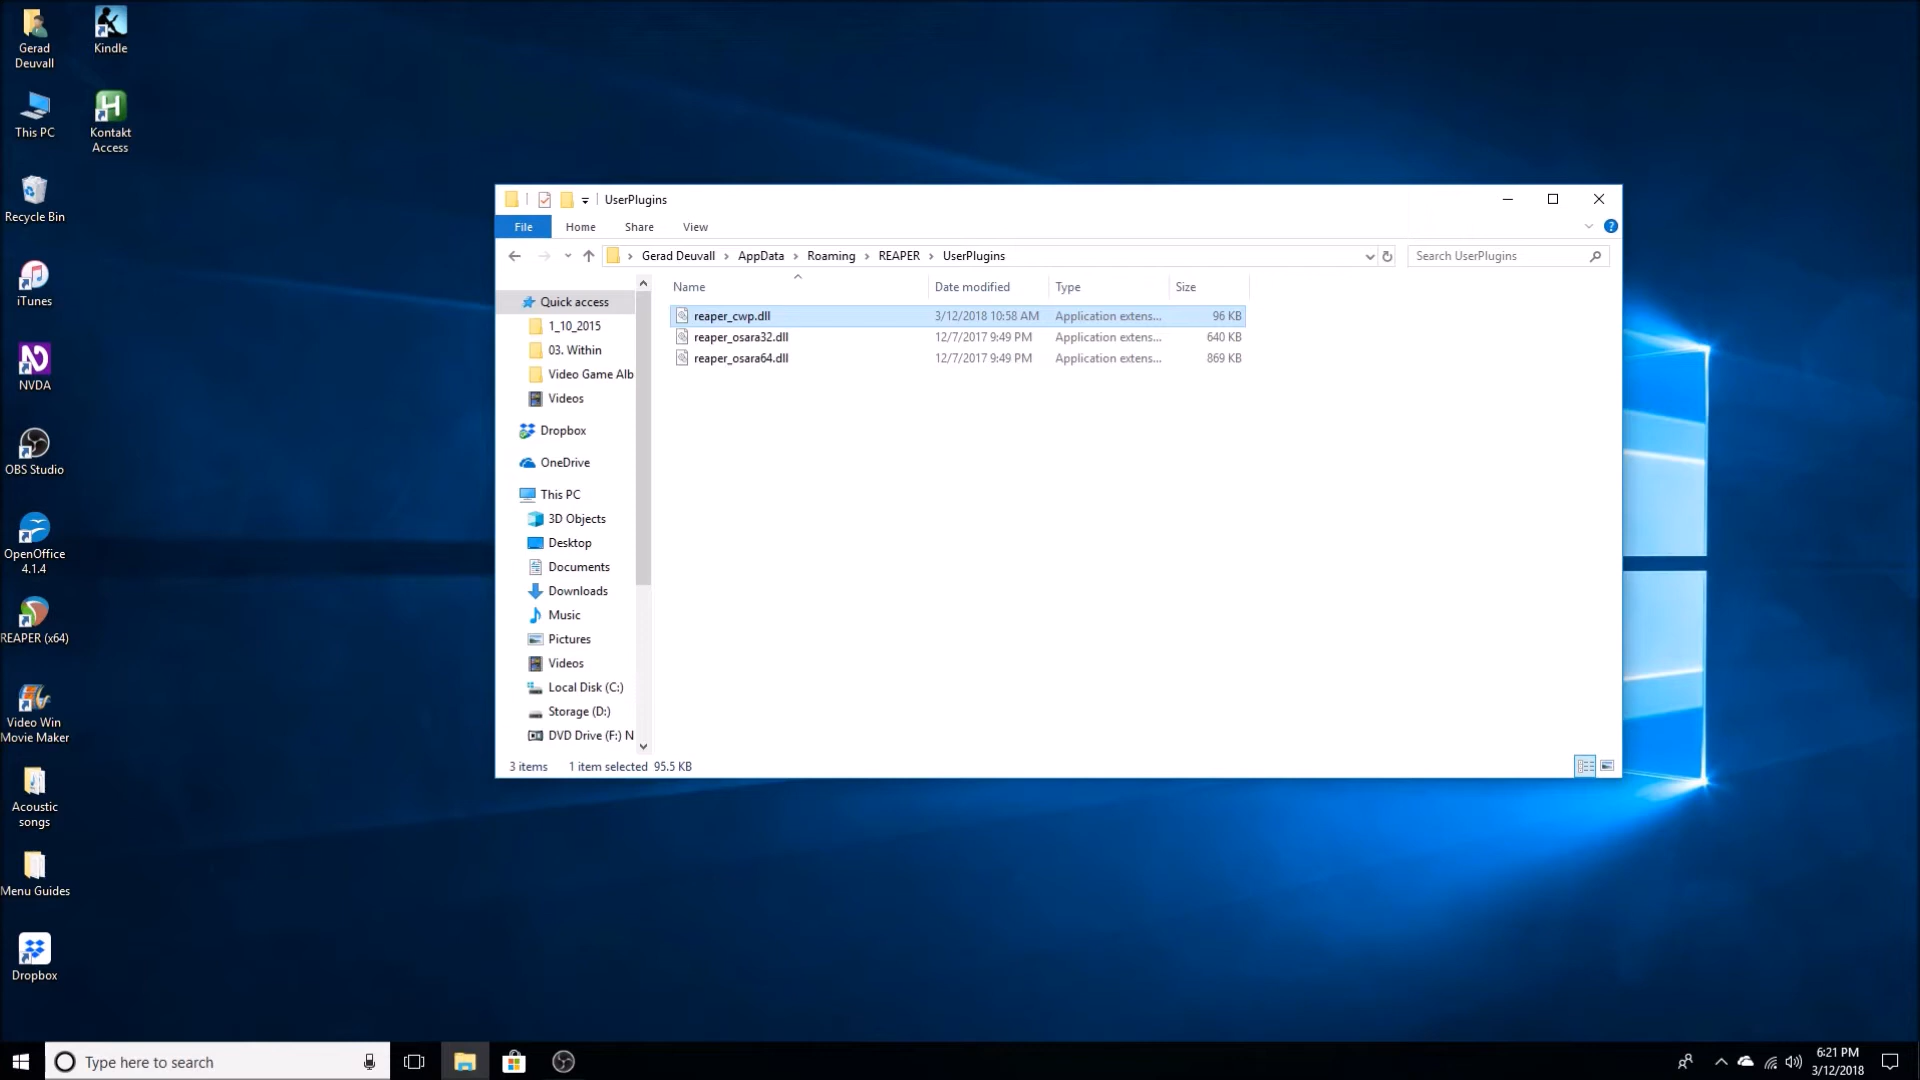 Gerad
Deuvall
Kindle
This PC
Kontakt
Access
Recycle Bin
iTunes
NVDA
OBS Studio
OpenOffice
4.1.4
REAPER (x64)
Video Win
Movie Maker
Acoustic
songs
Menu Guides
Dropbox
UserPlugins
File Home Share View
Gerad Deuvall › AppData › Roaming › REAPER › UserPlugins
Search UserPlugins
Name Date modified Type Size
reaper_cwp.dll 3/12/2018 10:58 AM Application extens... 96 KB
reaper_osara32.dll 12/7/2017 9:49 PM Application extens... 640 KB
reaper_osara64.dll 12/7/2017 9:49 PM Application extens... 869 KB
Quick access
1_10_2015
03. Within
Video Game Alb
Videos
Dropbox
OneDrive
This PC
3D Objects
Desktop
Documents
Downloads
Music
Pictures
Videos
Local Disk (C:)
Storage (D:)
DVD Drive (F:) N
3 items 1 item selected 95.5 KB
Type here to search
6:21 PM
3/12/2018